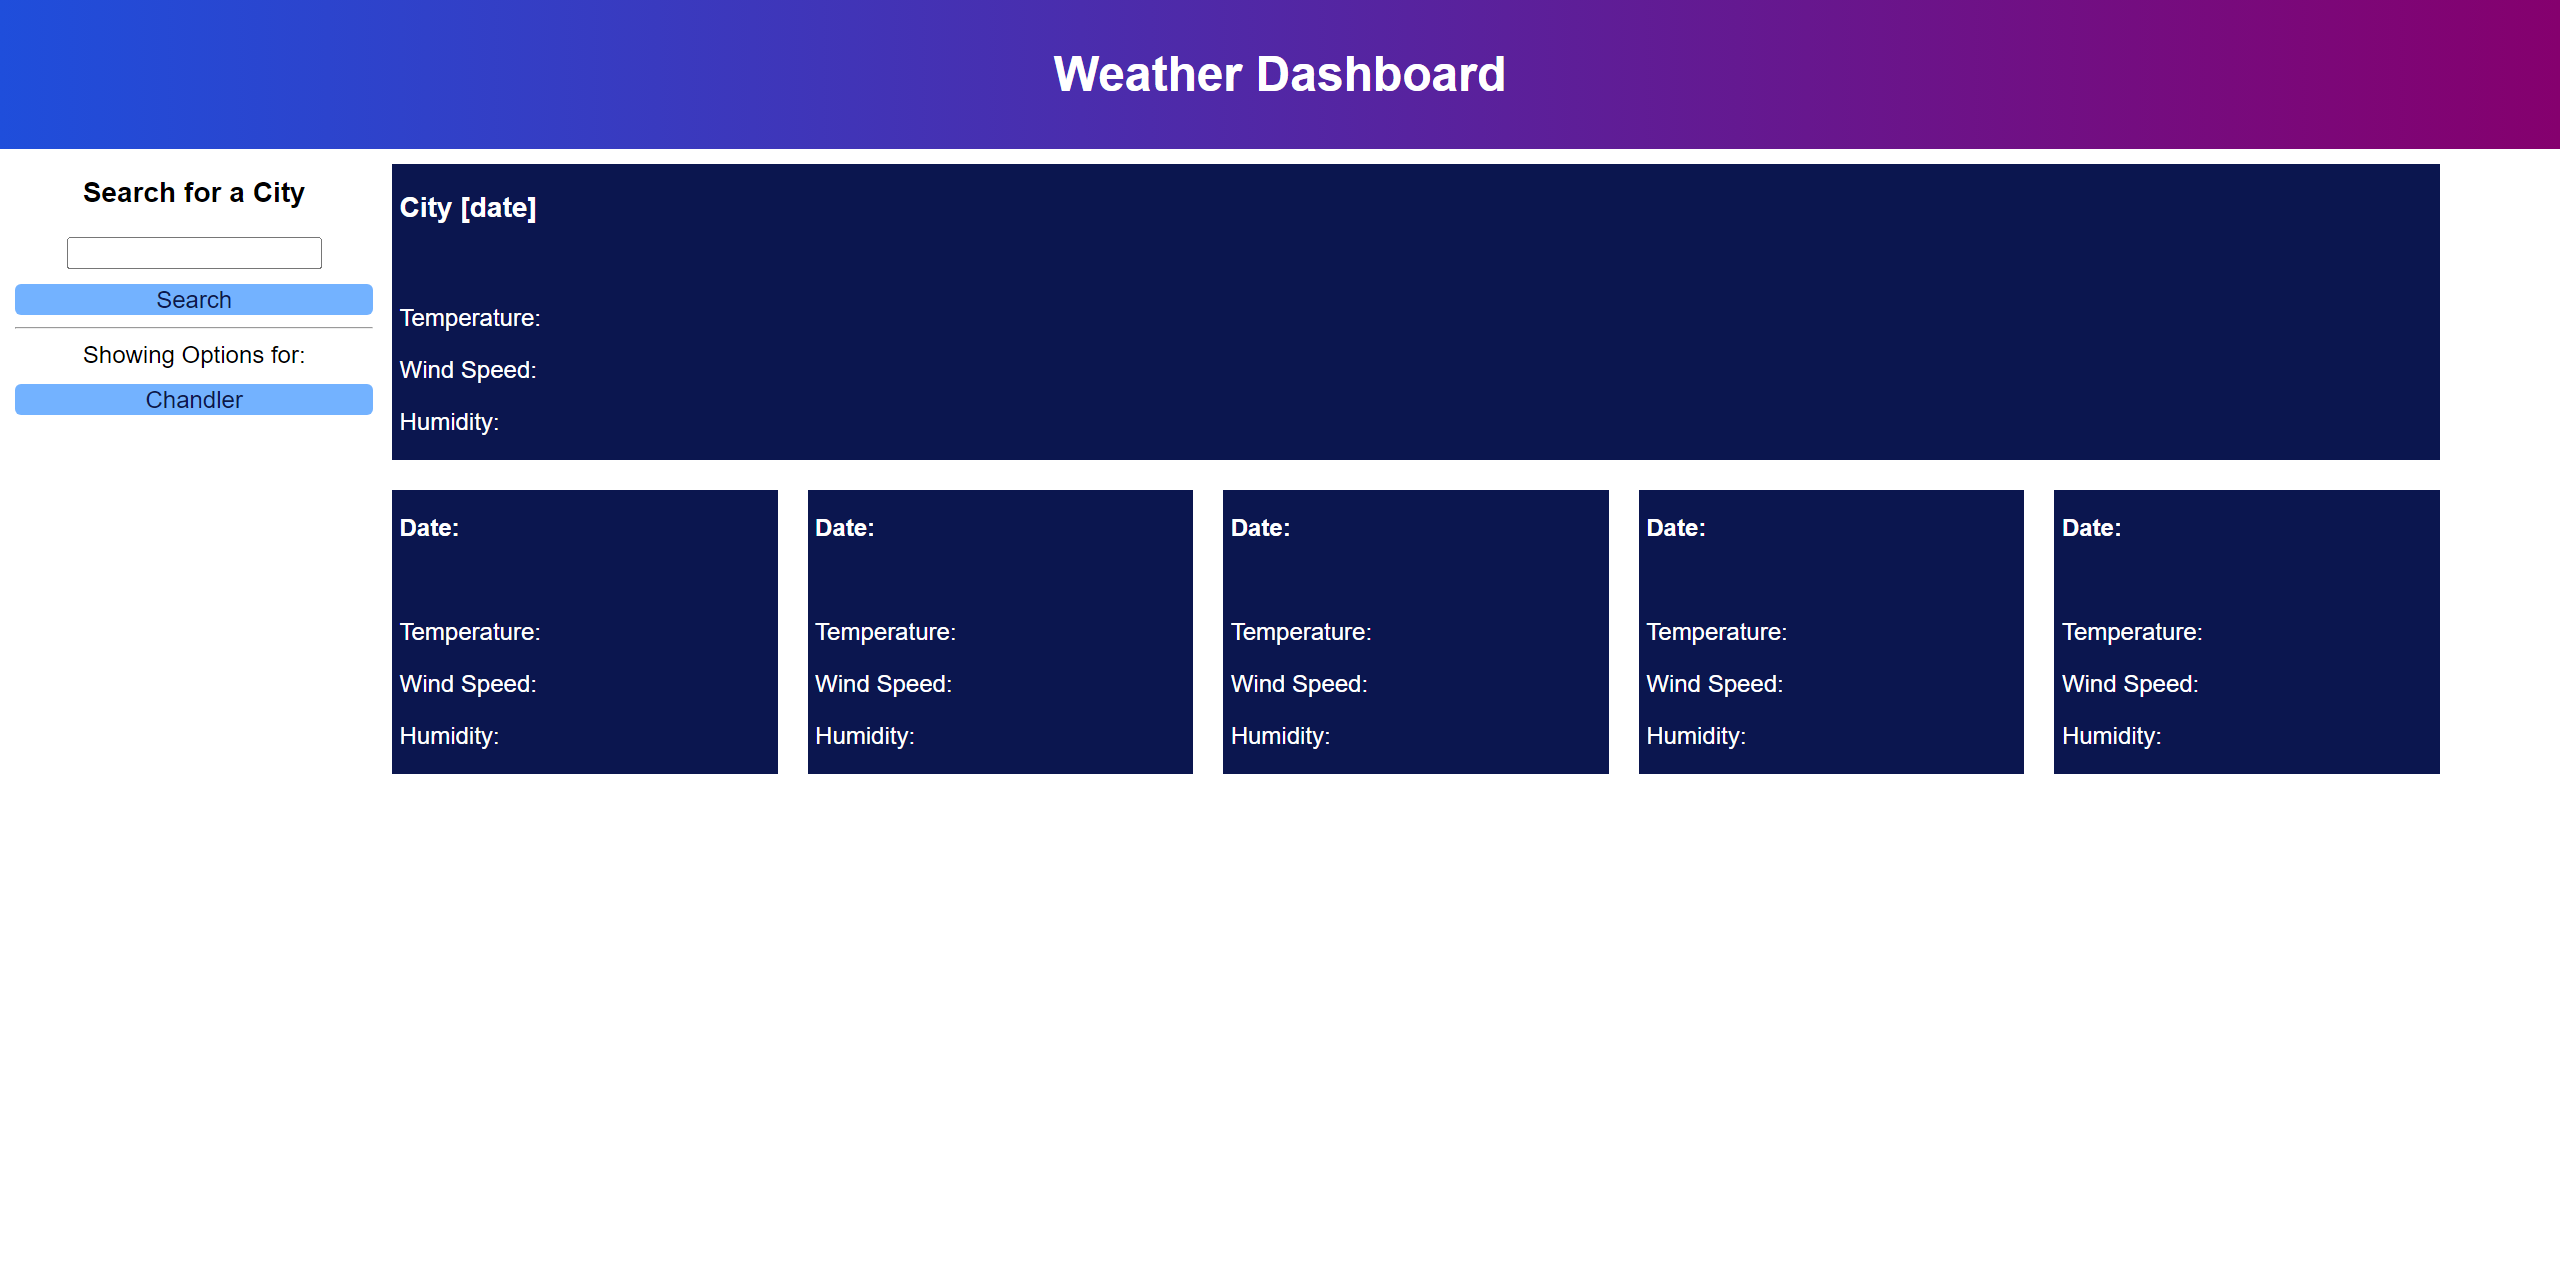 Weather Dashboard
Search for a City
Search
Showing Options for:
Chandler
City [date]
Temperature:
Wind Speed:
Humidity:
Date:
Temperature:
Wind Speed:
Humidity:
Date:
Temperature:
Wind Speed:
Humidity:
Date:
Temperature:
Wind Speed:
Humidity:
Date:
Temperature:
Wind Speed:
Humidity:
Date:
Temperature:
Wind Speed:
Humidity: